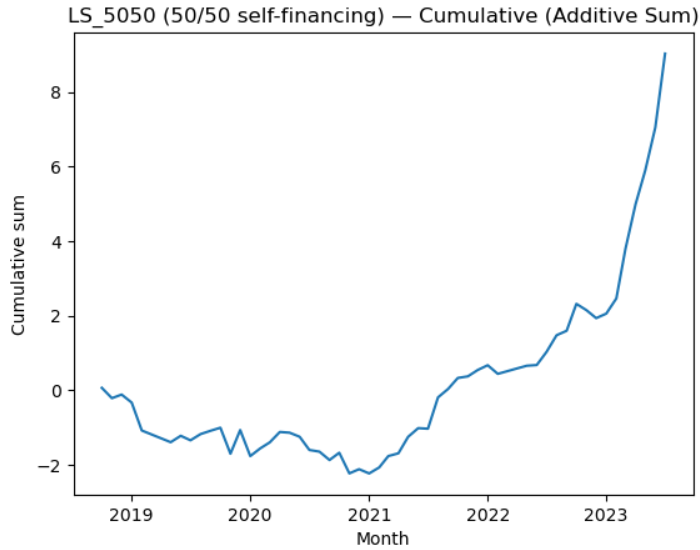 LS_5050 (50/50 self-financing) — Cumulative (Additive Sum)
8
6
4
2
0
−2
Cumulative sum
2019 2020 2021 2022 2023
Month